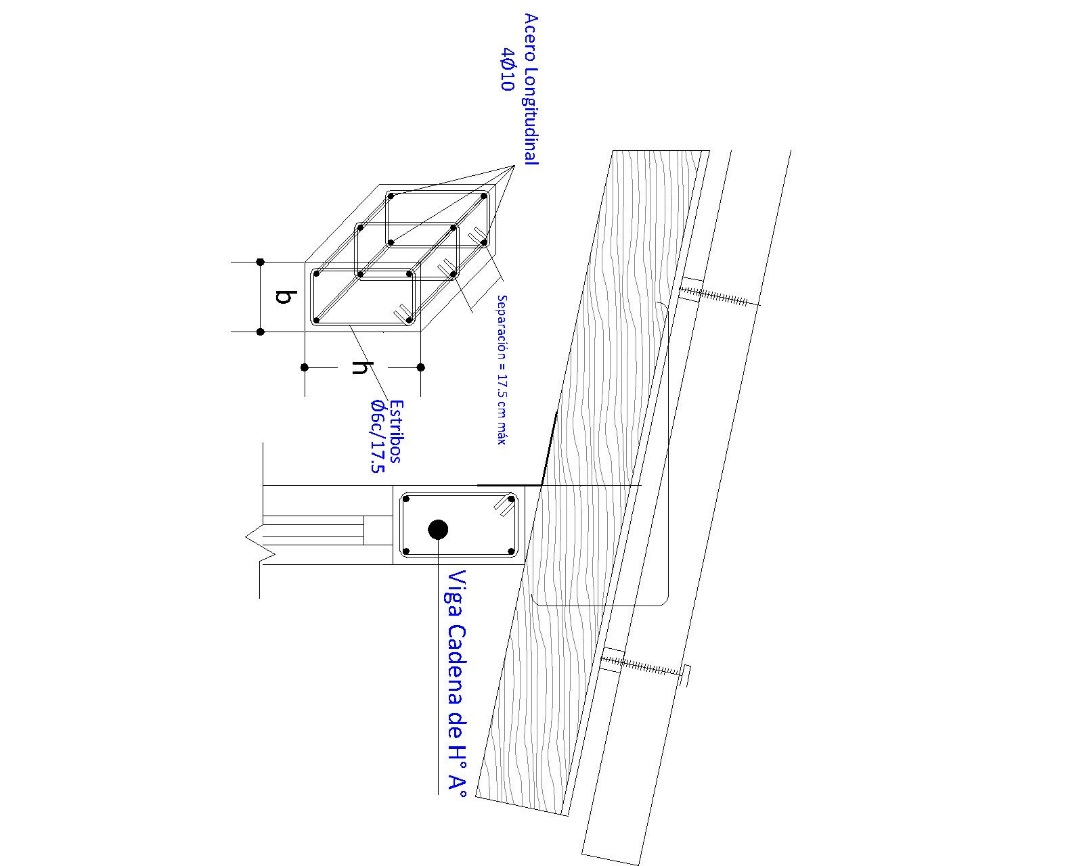 Acero Longitudinal
4Ø10
Separación = 17.5 cm máx
b
h
Estribos
Ø6c/17.5
Viga Cadena de H° A°